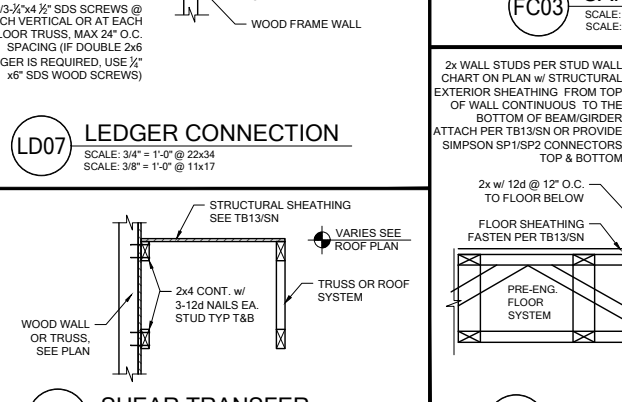 /3-¼"x4 ½" SDS SCREWS @
CH VERTICAL OR AT EACH
LOOR TRUSS, MAX 24" O.C.
SPACING (IF DOUBLE 2x6
GER IS REQUIRED, USE ¼"
x6" SDS WOOD SCREWS)
WOOD FRAME WALL
LD07
LEDGER CONNECTION
SCALE: 3/4" = 1'-0" @ 22x34
SCALE: 3/8" = 1'-0" @ 11x17
STRUCTURAL SHEATHING
SEE TB13/SN
VARIES SEE
ROOF PLAN
2x4 CONT. w/
3-12d NAILS EA.
STUD TYP T&B
TRUSS OR ROOF
SYSTEM
WOOD WALL
OR TRUSS,
SEE PLAN
SHEAR TRANSFER
FC03
SCALE:
SCALE:
2x WALL STUDS PER STUD WALL
CHART ON PLAN w/ STRUCTURAL
EXTERIOR SHEATHING FROM TOP
OF WALL CONTINUOUS TO THE
BOTTOM OF BEAM/GIRDER
ATTACH PER TB13/SN OR PROVIDE
SIMPSON SP1/SP2 CONNECTORS
TOP & BOTTOM
2x w/ 12d @ 12" O.C.
TO FLOOR BELOW
FLOOR SHEATHING
FASTEN PER TB13/SN
PRE-ENG.
FLOOR
SYSTEM